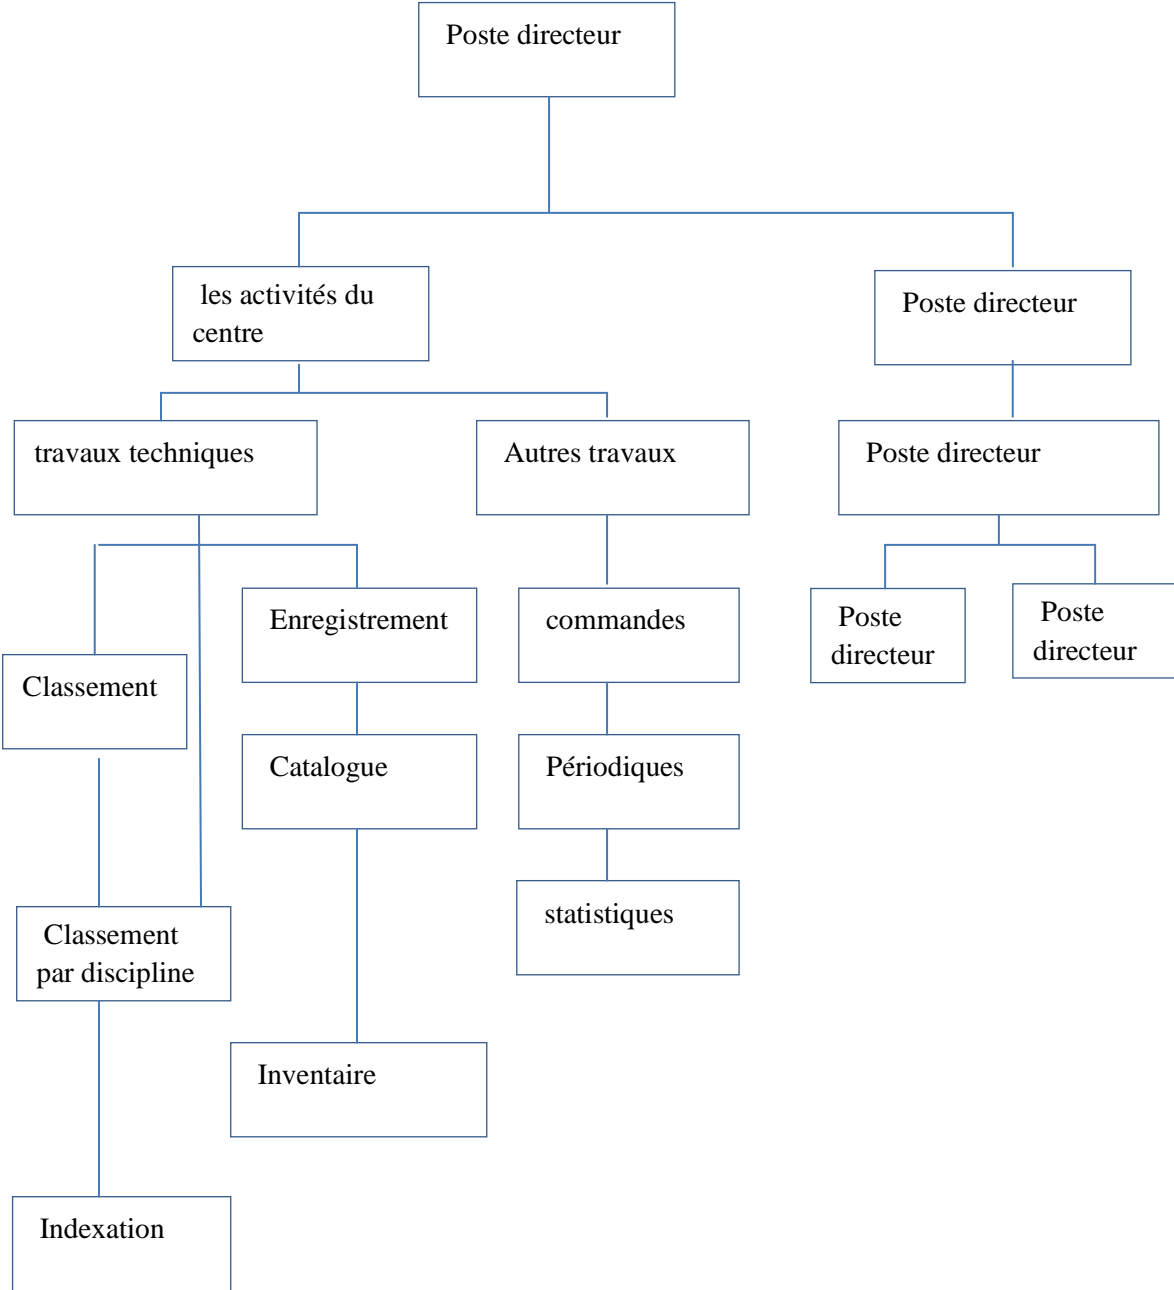 Poste directeur
les activités du
centre
Poste directeur
travaux techniques
Autres travaux
Poste directeur
Enregistrement
commandes
Poste
directeur
Poste
directeur
Classement
Catalogue
Périodiques
statistiques
Classement
par discipline
Inventaire
Indexation